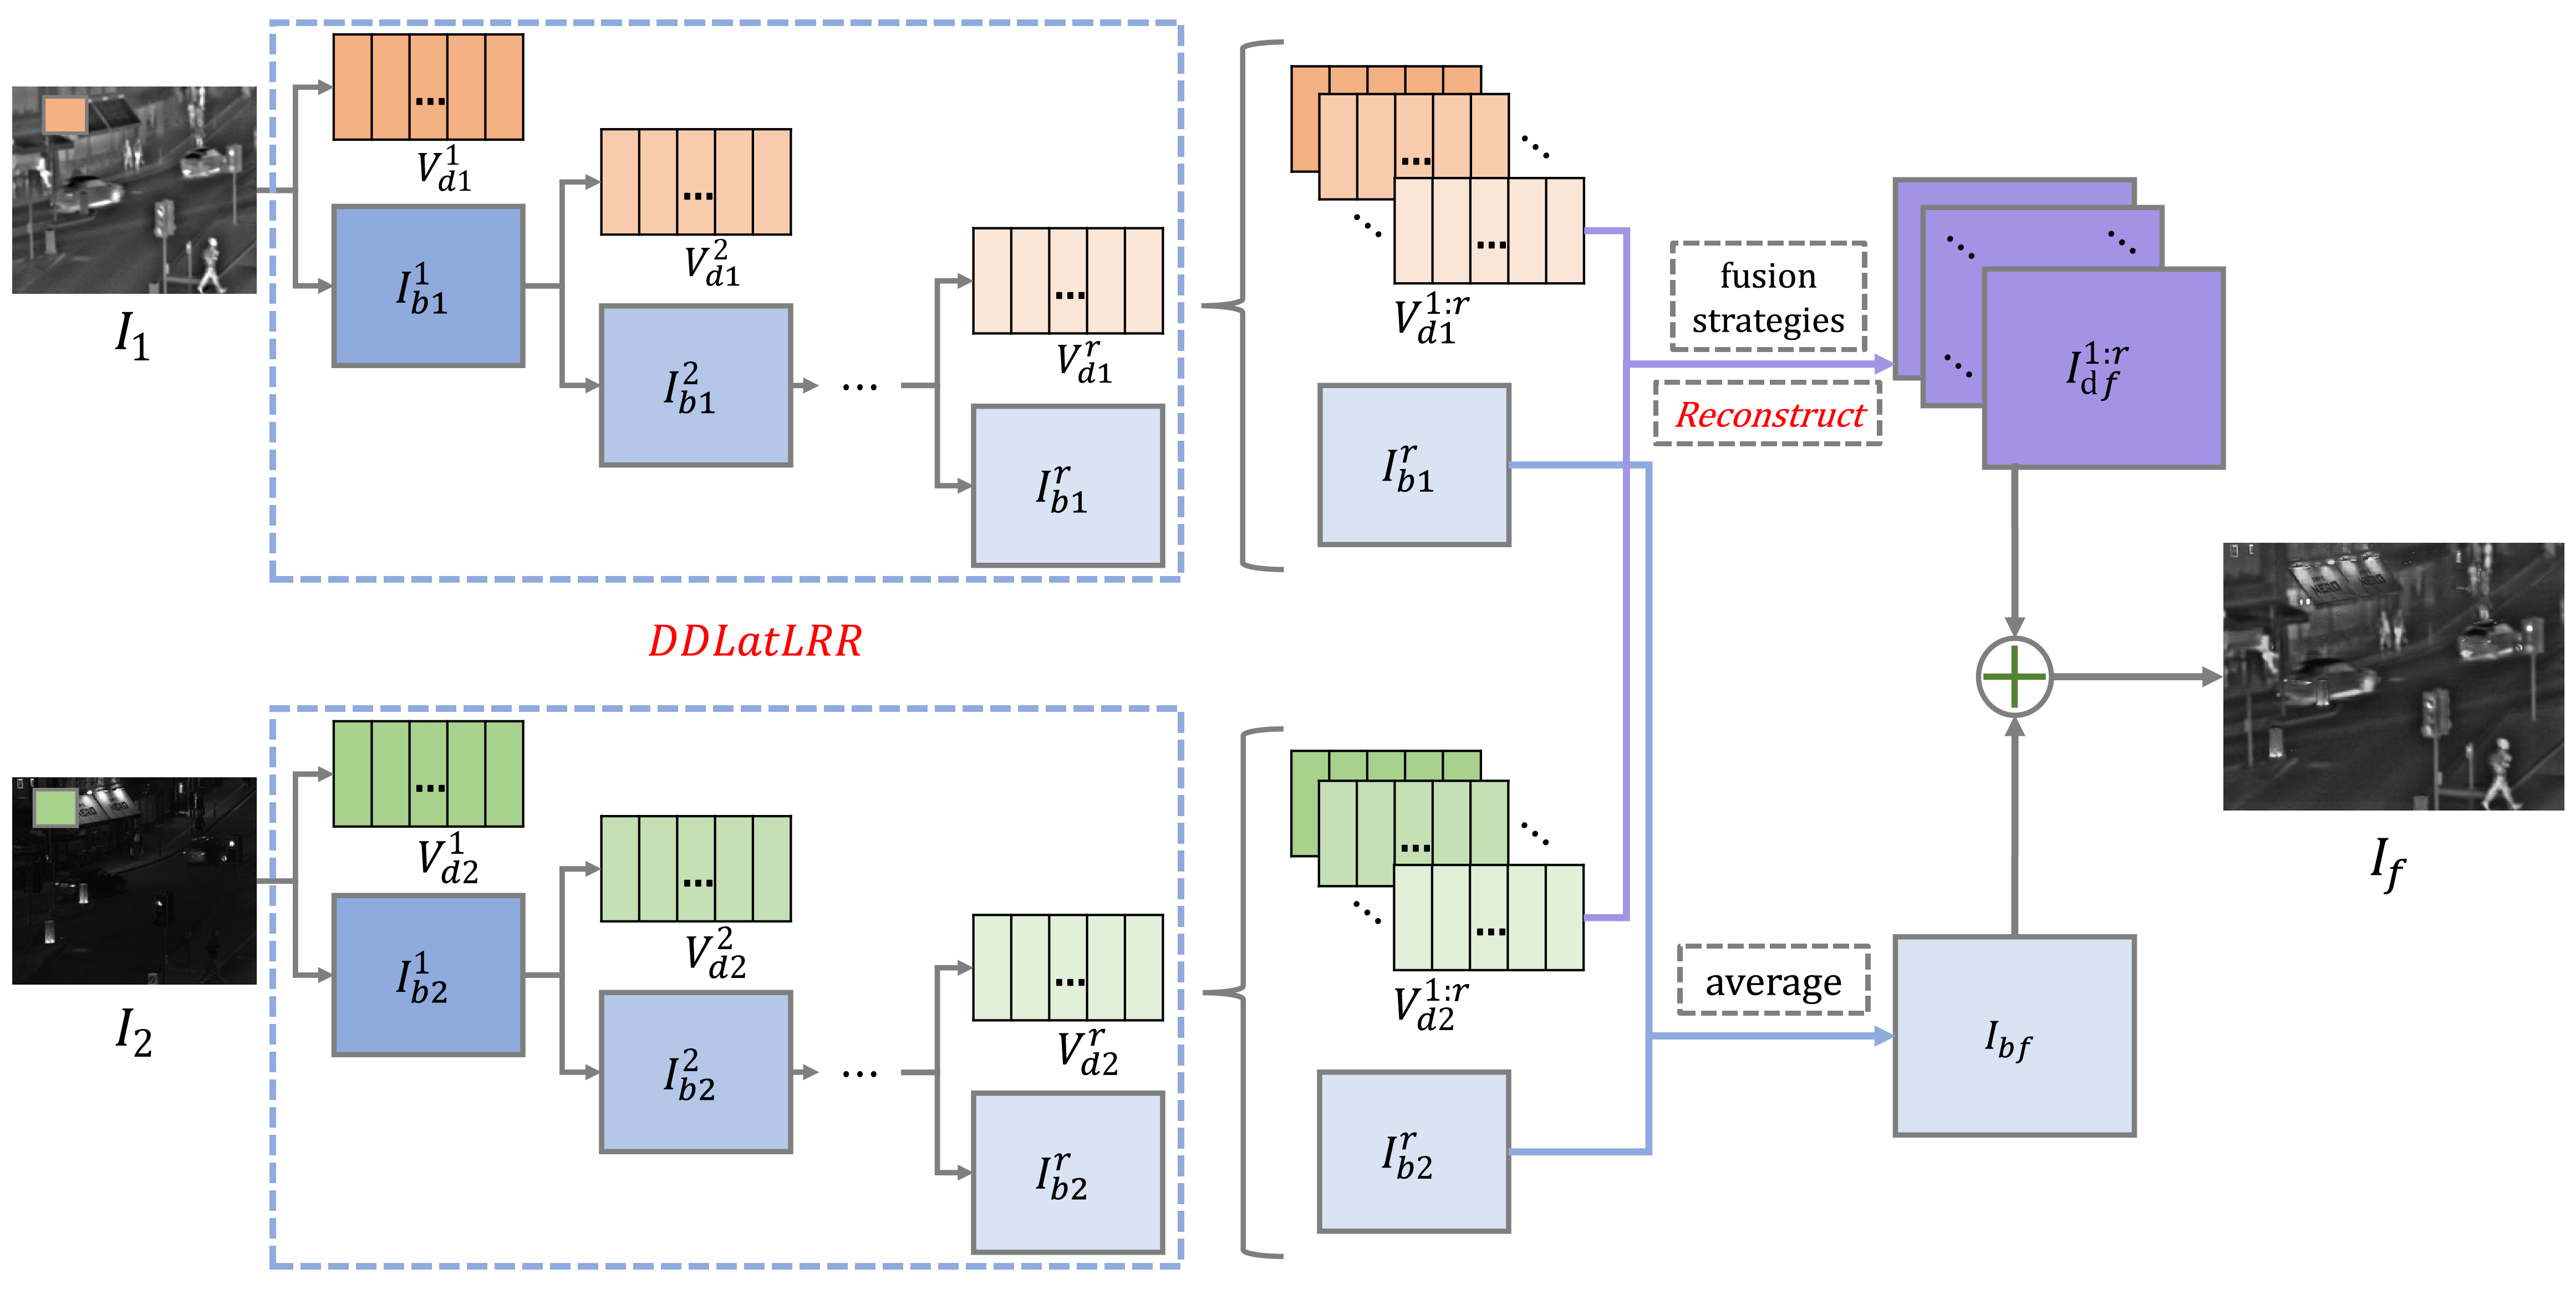 ...
V_{d1}^{1}
I_1
I_{b1}^{1}
...
V_{d1}^{2}
I_{b1}^{2}
...
...
V_{d1}^{r}
I_{b1}^{r}
...
...
V_{d1}^{1:r}
I_{b1}^{r}
fusion
strategies
Reconstruct
I_{df}^{1:r}
DDLatLRR
I_f
...
V_{d2}^{1}
I_2
I_{b2}^{1}
...
V_{d2}^{2}
I_{b2}^{2}
...
...
V_{d2}^{r}
I_{b2}^{r}
...
...
V_{d2}^{1:r}
I_{b2}^{r}
average
I_{bf}